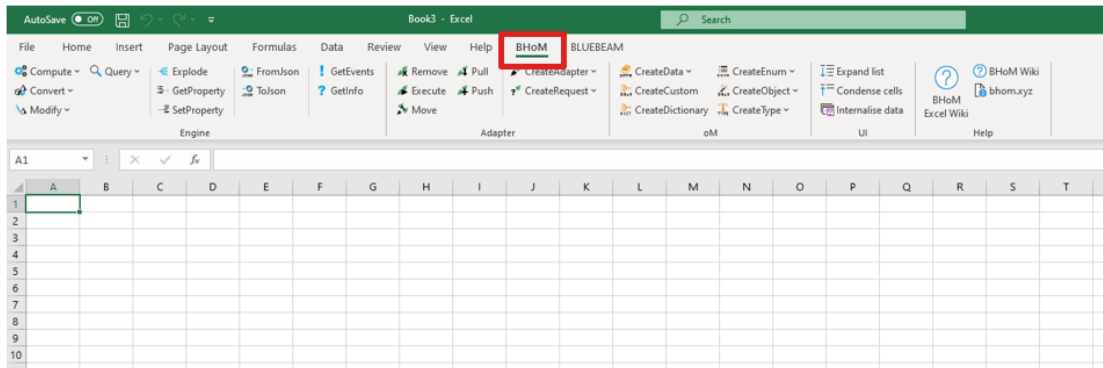 AutoSave Off Book3 - Excel Search
File Home Insert Page Layout Formulas Data Review View Help BHoM BLUEBEAM
Compute Query Explode FromJson GetEvents Remove Pull CreateAdapter CreateData CreateEnum Expand list BHoM Wiki
Convert GetProperty ToJson GetInfo Execute Push CreateRequest CreateCustom CreateObject Condense cells bhom.xyz
Modify SetProperty Move CreateDictionary CreateType Internalise data BHoM Excel Wiki
Engine Adapter oM UI Help
A1 fx
A B C D E F G H I J K L M N O P Q R S T
1
2
3
4
5
6
7
8
9
10